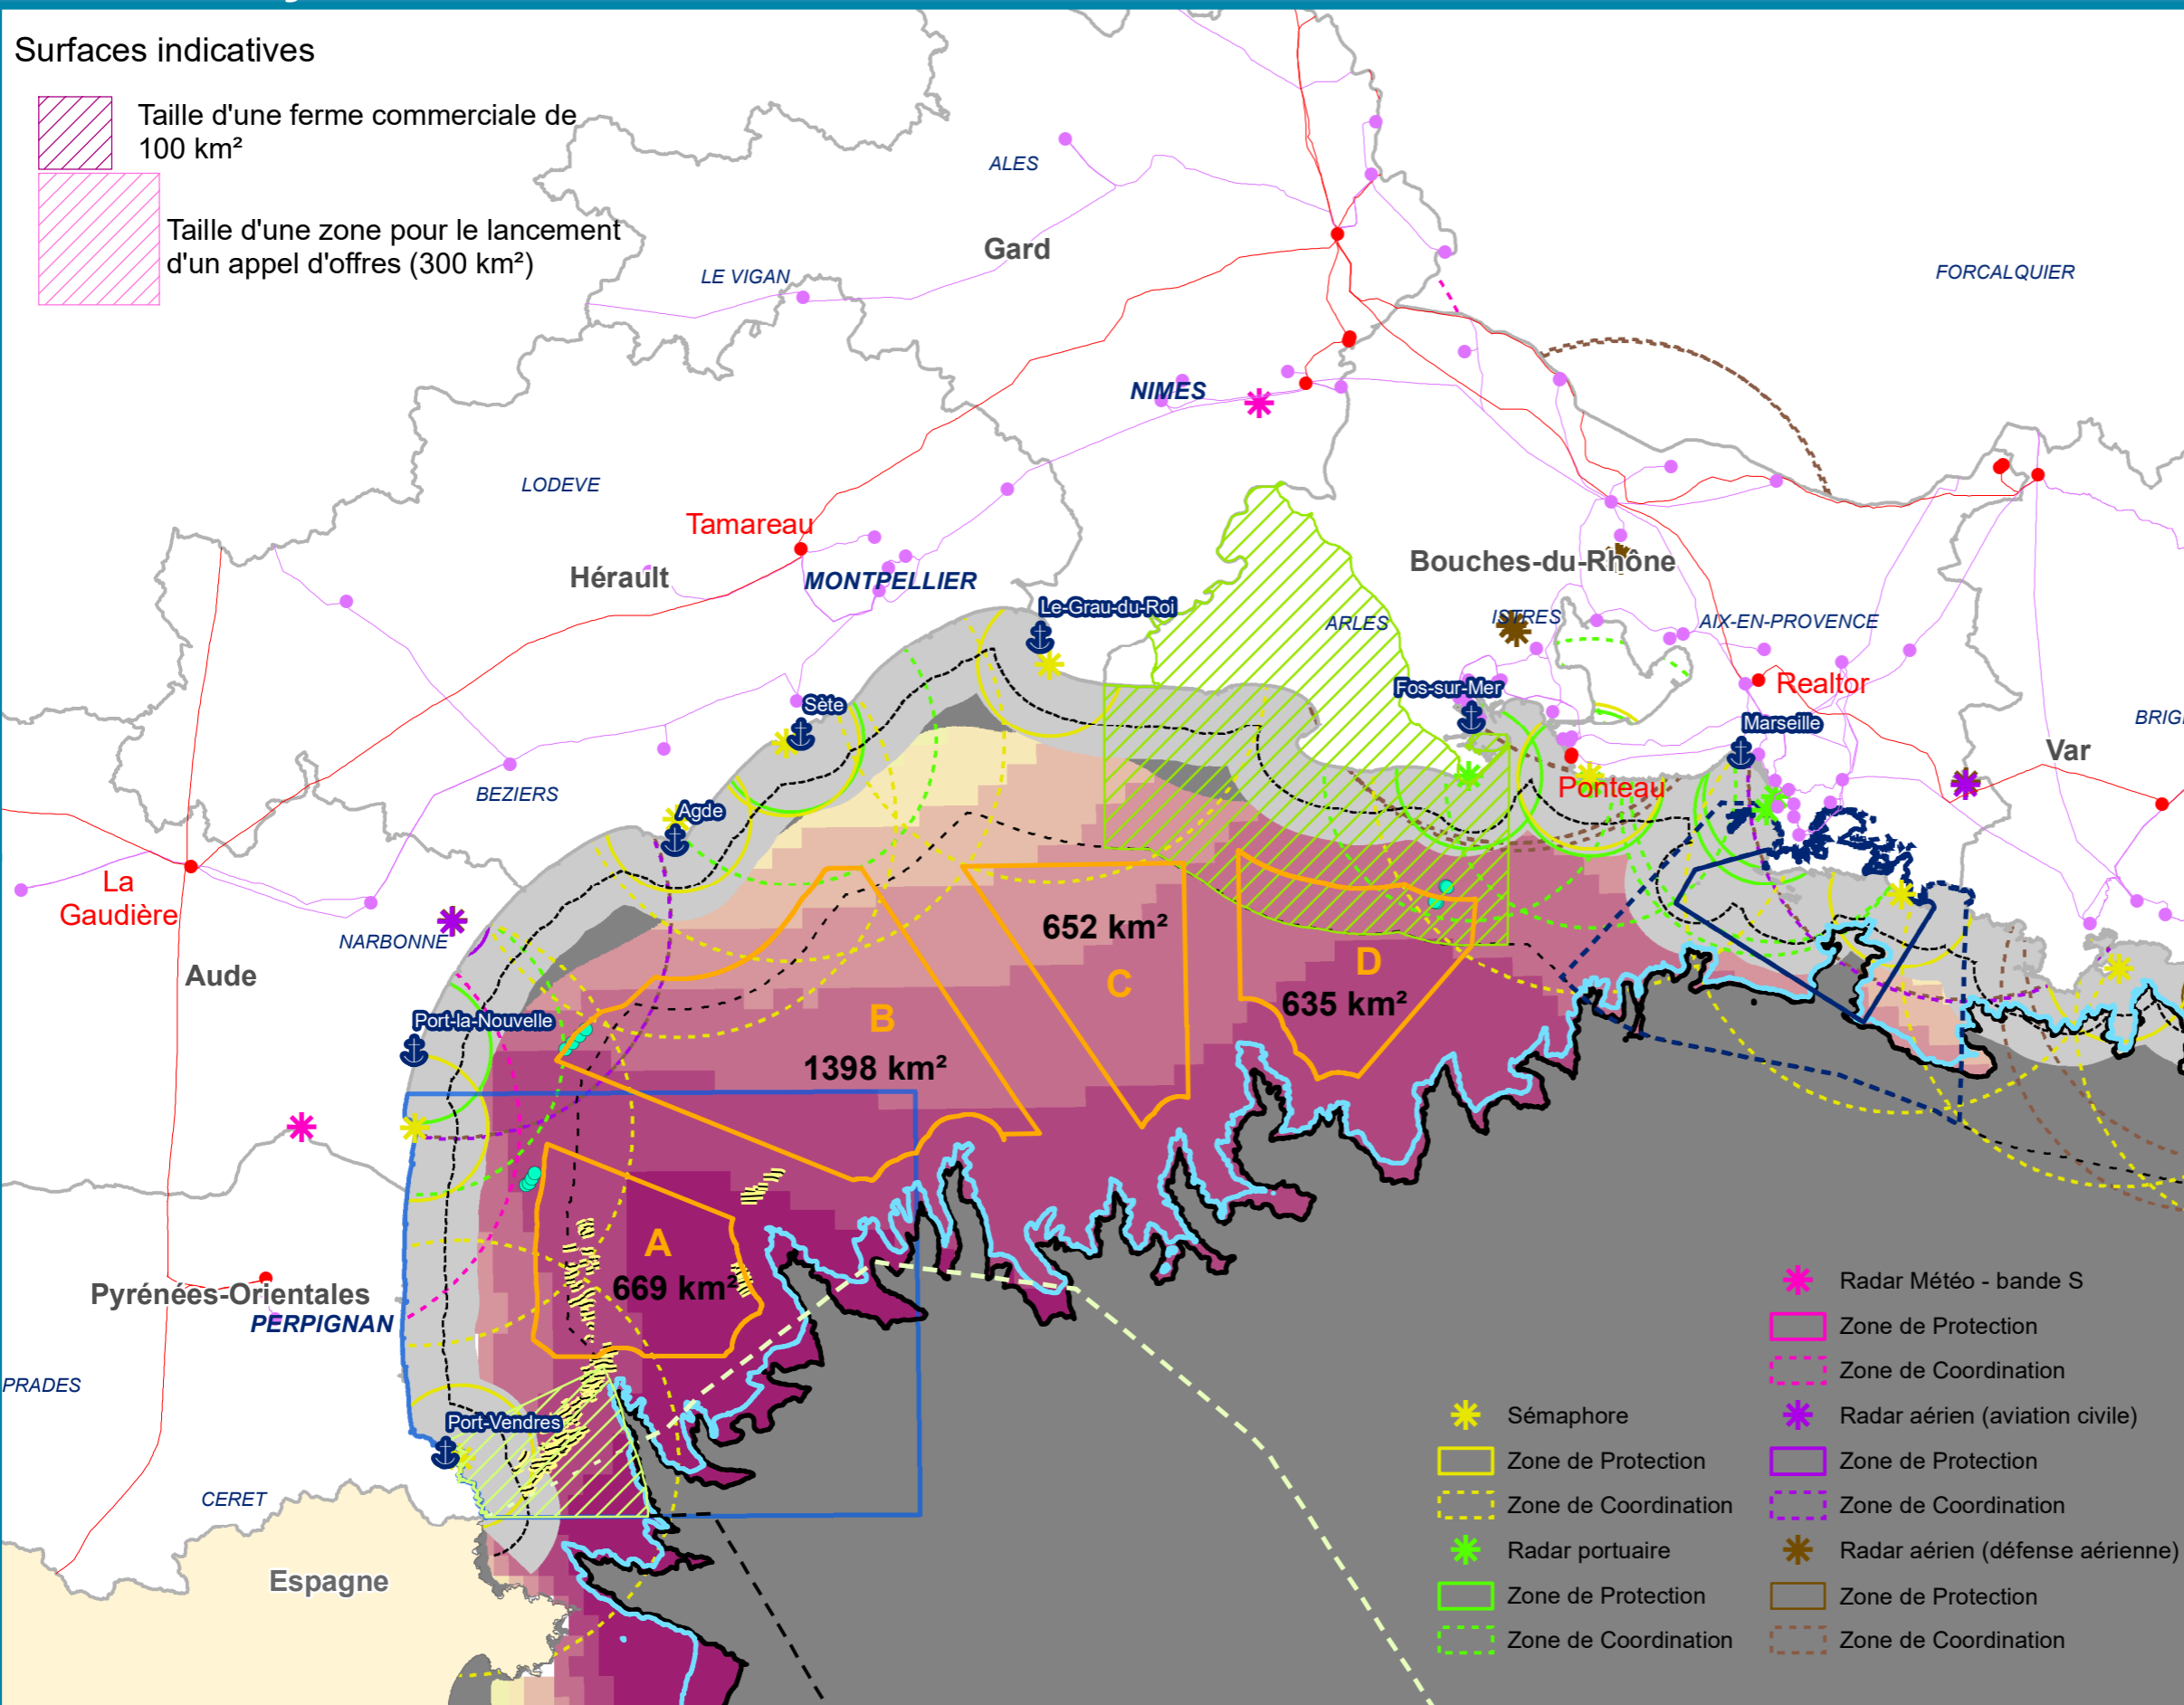 Surfaces indicatives
Taille d'une ferme commerciale de
100 km²
Taille d'une zone pour le lancement
d'un appel d'offres (300 km²)
ALES
Gard
LE VIGAN
FORCALQUIER
NIMES
LODEVE
Tamareau
Hérault
MONTPELLIER
Bouches-du-Rhône
Le-Grau-du-Roi
ARLES
ISTRES
AIX-EN-PROVENCE
Realtor
Fos-sur-Mer
Sète
Marseille
BRIG
Var
BEZIERS
Ponteau
Agde
La
Gaudière
NARBONNE
Aude
652 km²
C
D
635 km²
B
1398 km²
Port-la-Nouvelle
A
669 km²
Pyrénées-Orientales
PERPIGNAN
PRADES
Port-Vendres
CERET
Espagne
Radar Météo - bande S
Zone de Protection
Zone de Coordination
Sémaphore
Zone de Protection
Zone de Coordination
Radar portuaire
Zone de Protection
Zone de Coordination
Radar aérien (aviation civile)
Zone de Protection
Zone de Coordination
Radar aérien (défense aérienne)
Zone de Protection
Zone de Coordination